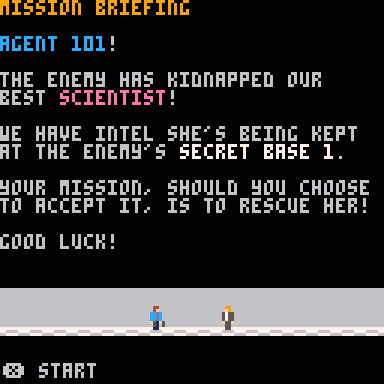 MISSION BRIEFING
AGENT 101!
THE ENEMY HAS KIDNAPPED OUR
BEST SCIENTIST!
WE HAVE INTEL SHE'S BEING KEPT
AT THE ENEMY'S SECRET BASE 1.
YOUR MISSION, SHOULD YOU CHOOSE
TO ACCEPT IT, IS TO RESCUE HER!
GOOD LUCK!
❎ START